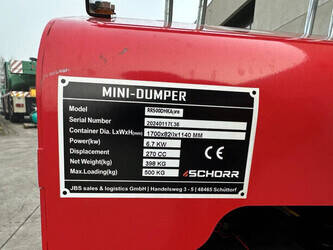 MINI-DUMPER
Model
Serial Number
Container Dia. LxWxH(mm) 1700x820x1140 MM
Power(kw) 6.7 KW
Displacement 270 CC
Net Weight(kg) 398 KG
Max.Loading(kg) 500 KG
SCHORR
JBS sales & logistics GmbH | Handelsweg 3 - 5 | 48465 Schüttorf